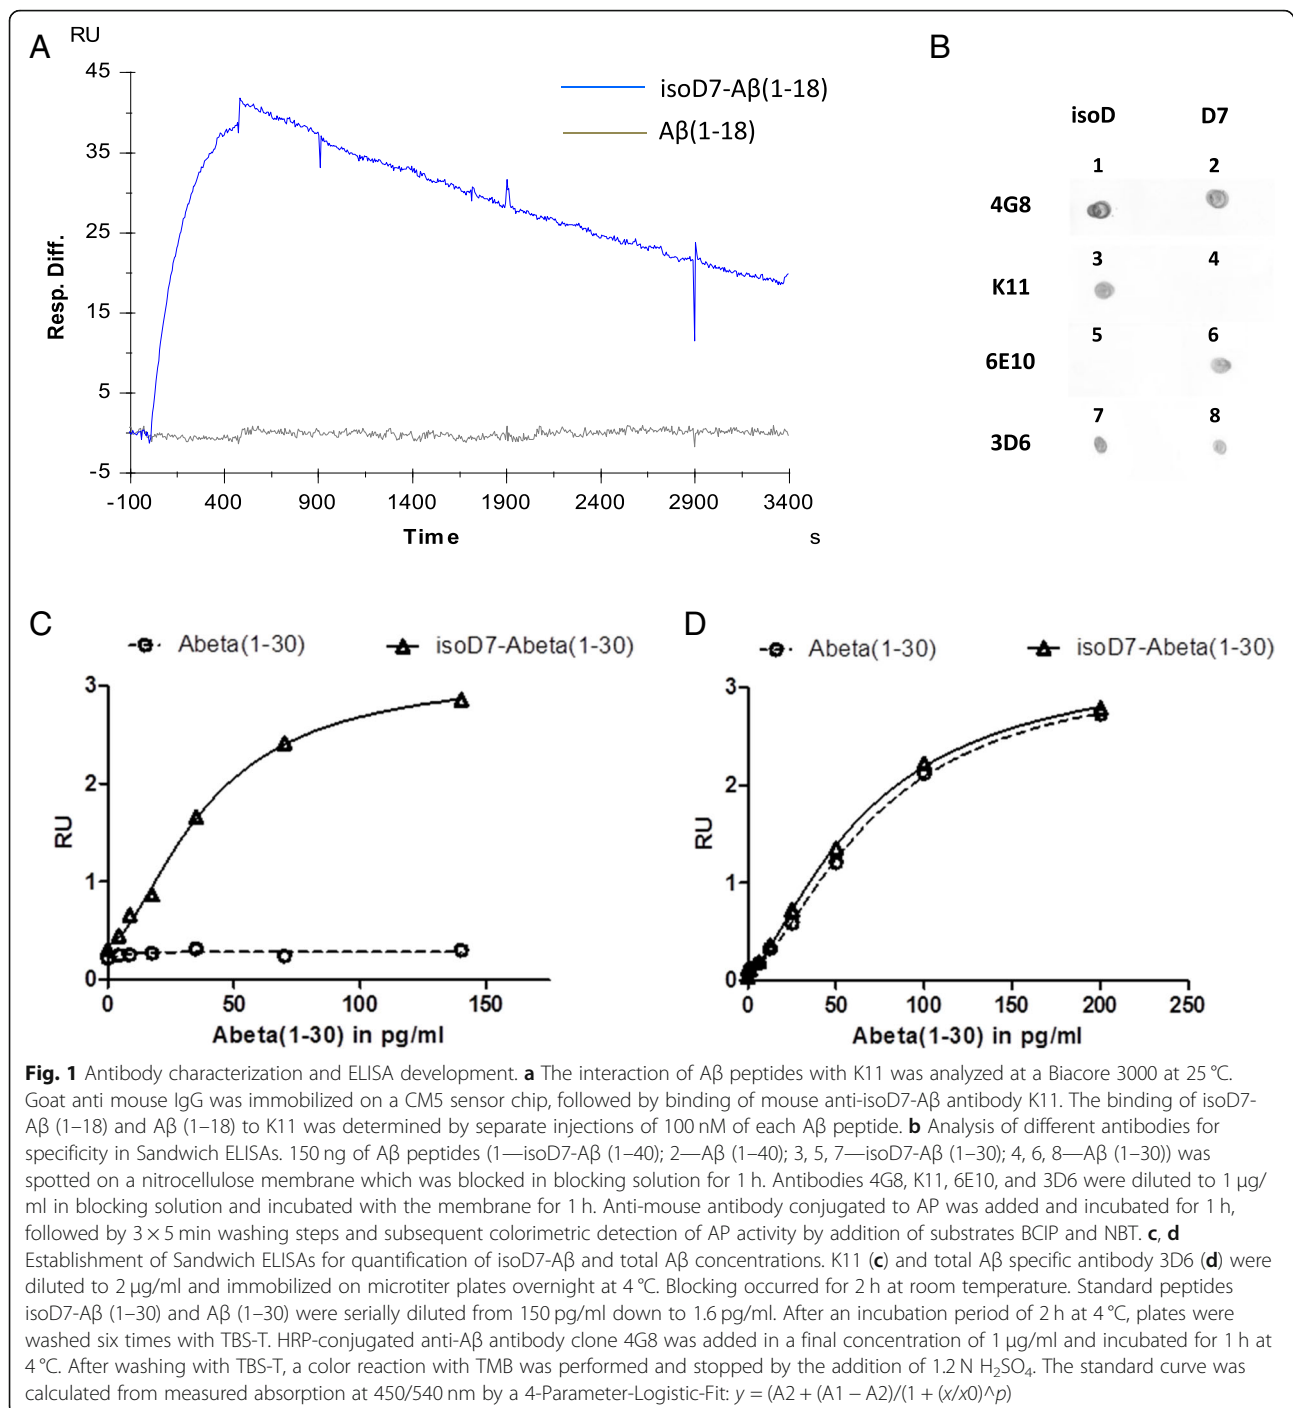 A
RU
45
35
25
15
5
-5
Resp. Diff.
-100 400 900 1400 1900 2400 2900 3400
Time
s
isoD7-Aβ(1-18)
Aβ(1-18)
B
isoD D7
1 2
4G8
3 4
K11
5 6
6E10
7 8
3D6
C
Abeta(1-30) isoD7-Abeta(1-30)
3
2
1
0
RU
0 50 100 150
Abeta(1-30) in pg/ml
D
Abeta(1-30) isoD7-Abeta(1-30)
3
2
1
0
RU
0 50 100 150 200 250
Abeta(1-30) in pg/ml
Fig. 1 Antibody characterization and ELISA development. a The interaction of Aβ peptides with K11 was analyzed at a Biacore 3000 at 25 °C.
Goat anti mouse IgG was immobilized on a CM5 sensor chip, followed by binding of mouse anti-isoD7-Aβ antibody K11. The binding of isoD7-
Aβ (1–18) and Aβ (1–18) to K11 was determined by separate injections of 100 nM of each Aβ peptide. b Analysis of different antibodies for
specificity in Sandwich ELISAs. 150 ng of Aβ peptides (1—isoD7-Aβ (1–40); 2—Aβ (1–40); 3, 5, 7—isoD7-Aβ (1–30); 4, 6, 8—Aβ (1–30)) was
spotted on a nitrocellulose membrane which was blocked in blocking solution for 1 h. Antibodies 4G8, K11, 6E10, and 3D6 were diluted to 1 μg/
ml in blocking solution and incubated with the membrane for 1 h. Anti-mouse antibody conjugated to AP was added and incubated for 1 h,
followed by 3 × 5 min washing steps and subsequent colorimetric detection of AP activity by addition of substrates BCIP and NBT. c, d
Establishment of Sandwich ELISAs for quantification of isoD7-Aβ and total Aβ concentrations. K11 (c) and total Aβ specific antibody 3D6 (d) were
diluted to 2 μg/ml and immobilized on microtiter plates overnight at 4 °C. Blocking occurred for 2 h at room temperature. Standard peptides
isoD7-Aβ (1–30) and Aβ (1–30) were serially diluted from 150 pg/ml down to 1.6 pg/ml. After an incubation period of 2 h at 4 °C, plates were
washed six times with TBS-T. HRP-conjugated anti-Aβ antibody clone 4G8 was added in a final concentration of 1 μg/ml and incubated for 1 h at
4 °C. After washing with TBS-T, a color reaction with TMB was performed and stopped by the addition of 1.2 N H₂SO₄. The standard curve was
calculated from measured absorption at 450/540 nm by a 4-Parameter-Logistic-Fit: y = (A2 + (A1 − A2)/(1 + (x/x0)^p)